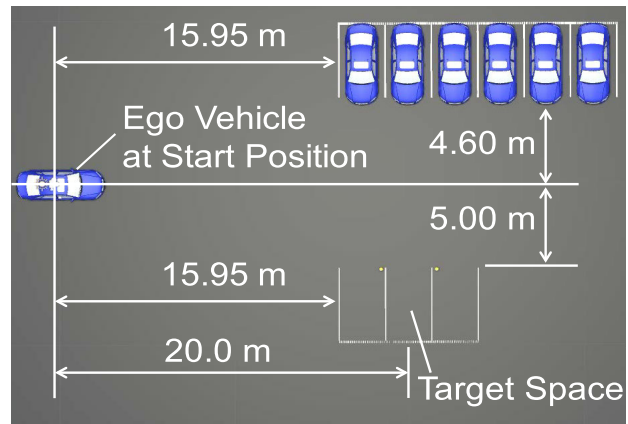 15.95 m
Ego Vehicle
at Start Position
4.60 m
5.00 m
15.95 m
20.0 m
Target Space